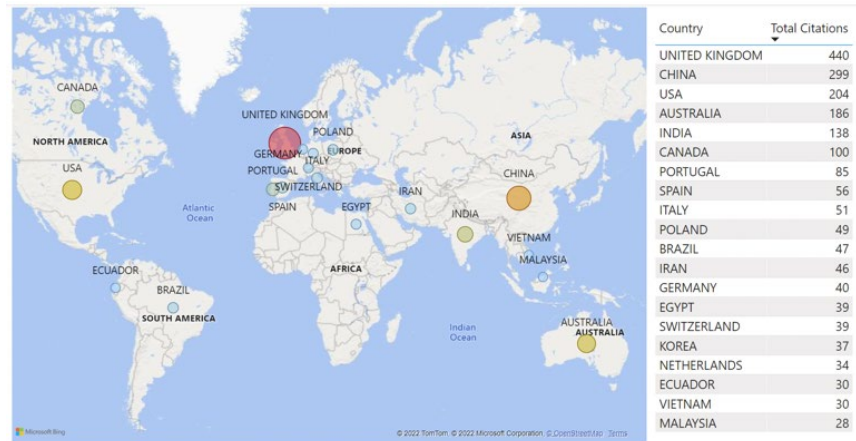 CANADA
UNITED KINGDOM
POLAND
NORTH AMERICA
GERMANY
EUROPE
ASIA
ITALY
USA
PORTUGAL
CHINA
SWITZERLAND
IRAN
Atlantic
Ocean
SPAIN
EGYPT
INDIA
VIETNAM
MALAYSIA
ECUADOR
AFRICA
BRAZIL
SOUTH AMERICA
Indian
Ocean
AUSTRALIA
AUSTRALIA
Microsoft Bing
© 2022 TomTom, © 2022 Microsoft Corporation, © OpenStreetMap Terms
Country Total Citations
UNITED KINGDOM 440
CHINA 299
USA 204
AUSTRALIA 186
INDIA 138
CANADA 100
PORTUGAL 85
SPAIN 56
ITALY 51
POLAND 49
BRAZIL 47
IRAN 46
GERMANY 40
EGYPT 39
SWITZERLAND 39
KOREA 37
NETHERLANDS 34
ECUADOR 30
VIETNAM 30
MALAYSIA 28